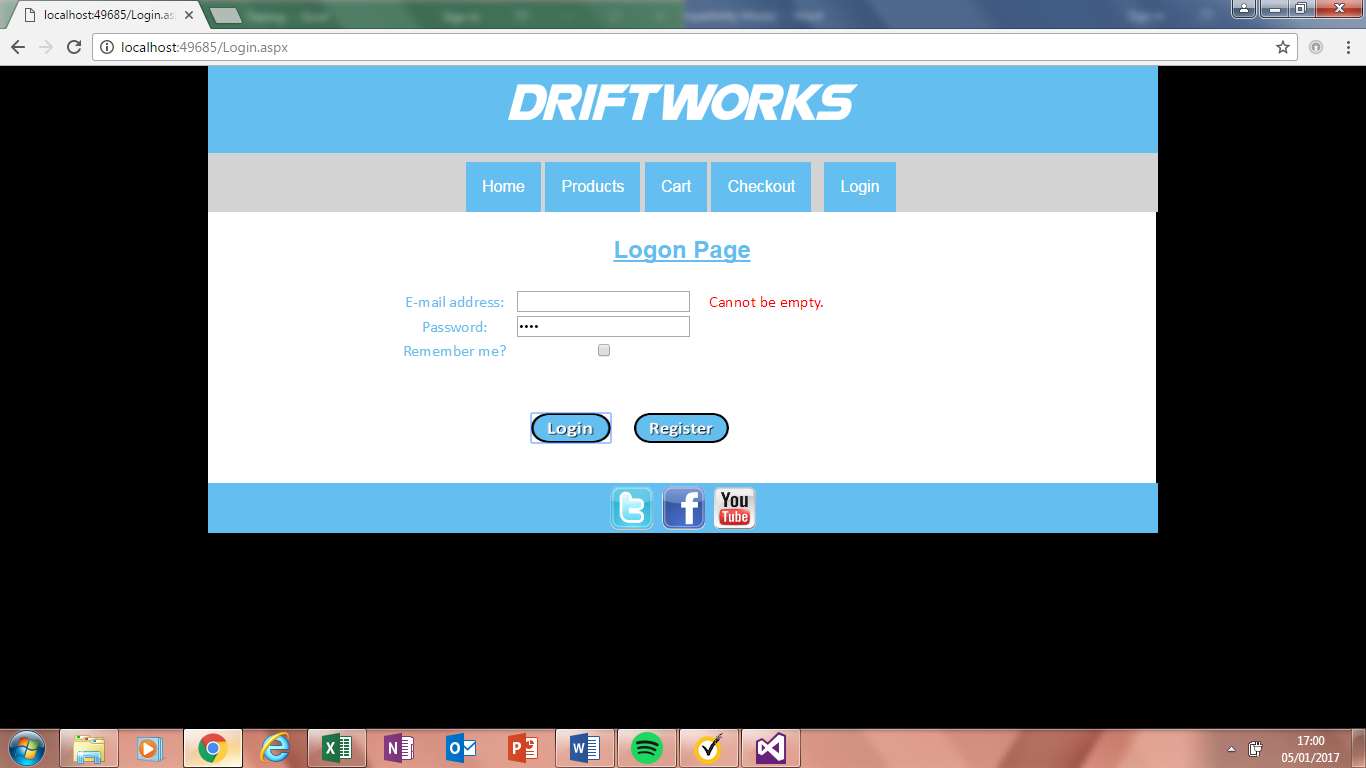 localhost:49685/Login.as
localhost:49685/Login.aspx
DRIFTWORKS
Home Products Cart Checkout Login
Logon Page
E-mail address: Cannot be empty.
Password: ••••
Remember me?
Login Register
You
Tube
17:00
05/01/2017